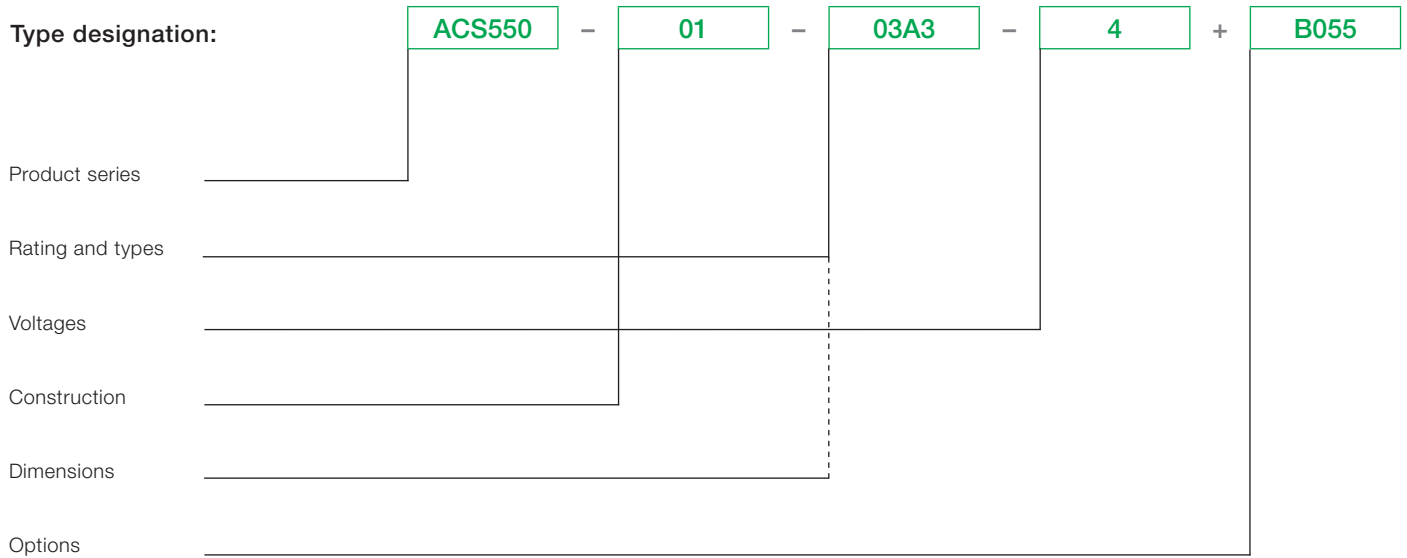 Type designation: ACS550 – 01 – 03A3 – 4 + B055
Product series
Rating and types
Voltages
Construction
Dimensions
Options